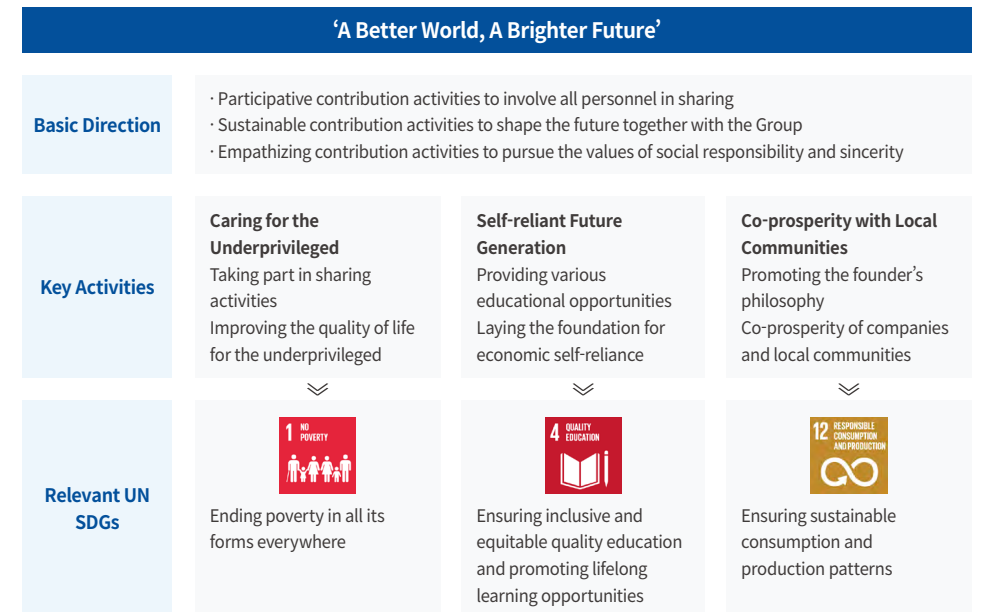 ‘A Better World, A Brighter Future’
Basic Direction
· Participative contribution activities to involve all personnel in sharing
· Sustainable contribution activities to shape the future together with the Group
· Empathizing contribution activities to pursue the values of social responsibility and sincerity
Key Activities
Caring for the
Underprivileged
Taking part in sharing
activities
Improving the quality of life
for the underprivileged
Self-reliant Future
Generation
Providing various
educational opportunities
Laying the foundation for
economic self-reliance
Co-prosperity with Local
Communities
Promoting the founder’s
philosophy
Co-prosperity of companies
and local communities
Relevant UN
SDGs
1 NO
POVERTY
Ending poverty in all its
forms everywhere
4 QUALITY
EDUCATION
Ensuring inclusive and
equitable quality education
and promoting lifelong
learning opportunities
12 RESPONSIBLE
CONSUMPTION
AND PRODUCTION
Ensuring sustainable
consumption and
production patterns